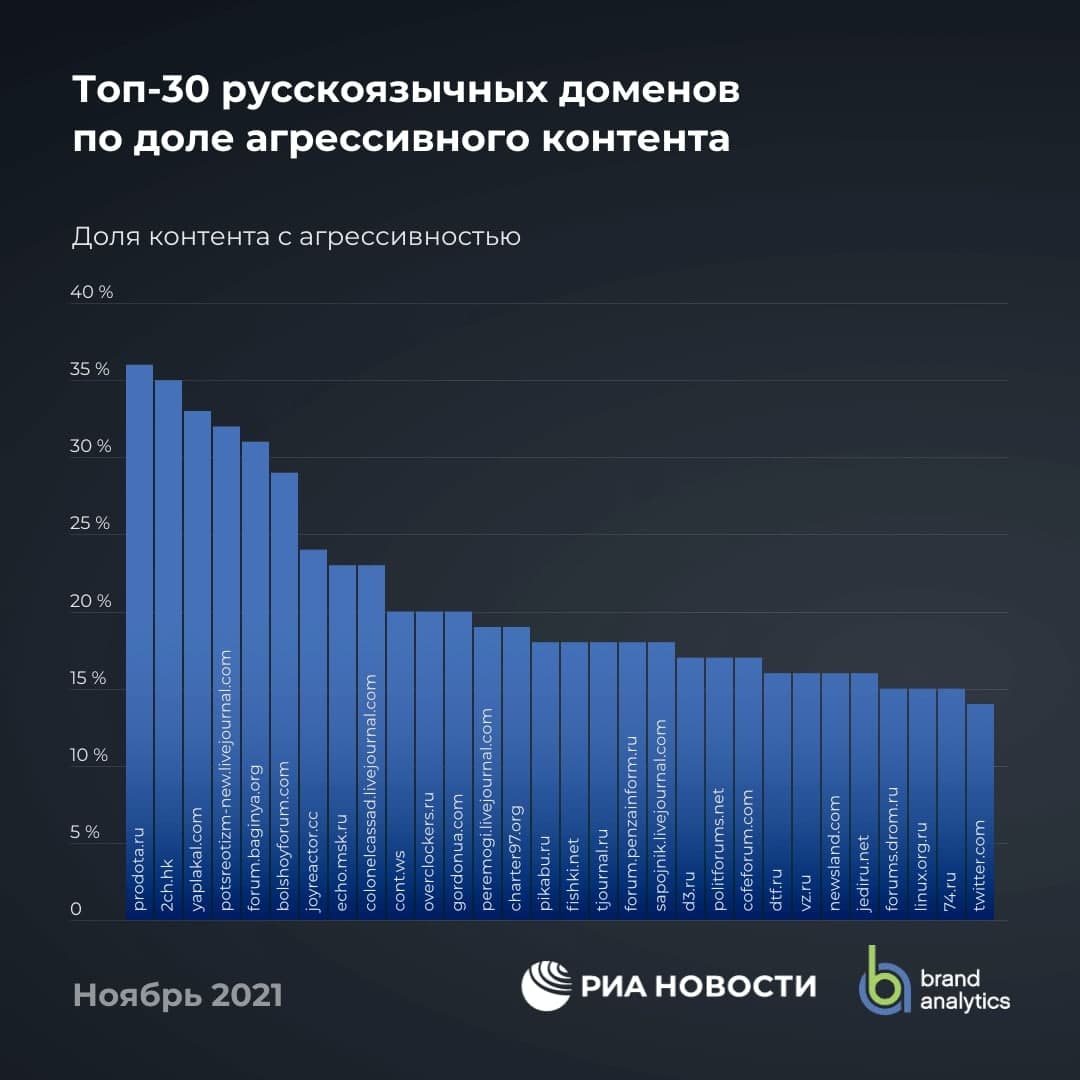 Топ-30 русскоязычных доменов
по доле агрессивного контента
Доля контента с агрессивностью
40 %
35 %
30 %
25 %
20 %
15 %
10 %
5 %
0
prodota.ru
2ch.hk
yaplakal.com
potsreotizm-new.livejournal.com
forum.baginya.org
bolshoyforum.com
joyreactor.cc
echo.msk.ru
colonelcassad.livejournal.com
cont.ws
overclockers.ru
gordonua.com
peremogi.livejournal.com
charter97.org
pikabu.ru
fishki.net
tjournal.ru
forum.penzainform.ru
sapojnik.livejournal.com
d3.ru
politforums.net
cofeforum.com
dtf.ru
vz.ru
newsland.com
jediru.net
forums.drom.ru
linux.org.ru
74.ru
twitter.com
Ноябрь 2021
РИА НОВОСТИ
brand
analytics